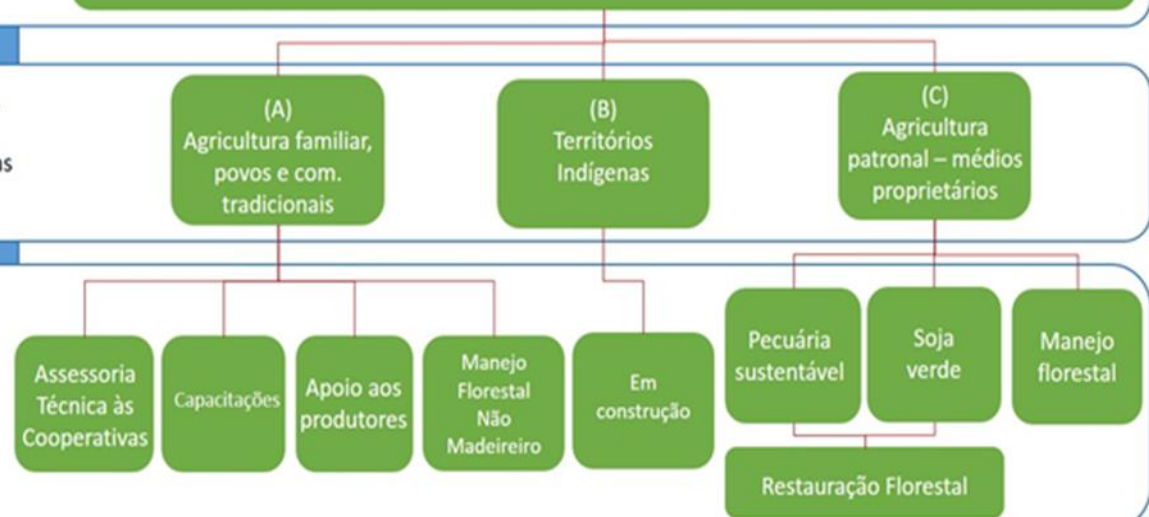 (A)
Agricultura familiar,
povos e com.
tradicionais
(B)
Territórios
Indígenas
(C)
Agricultura
patronal – médios
proprietários
Assessoria
Técnica às
Cooperativas
Capacitações
Apoio aos
produtores
Manejo
Florestal
Não
Madeireiro
Em
construção
Pecuária
sustentável
Soja
verde
Manejo
florestal
Restauração Florestal